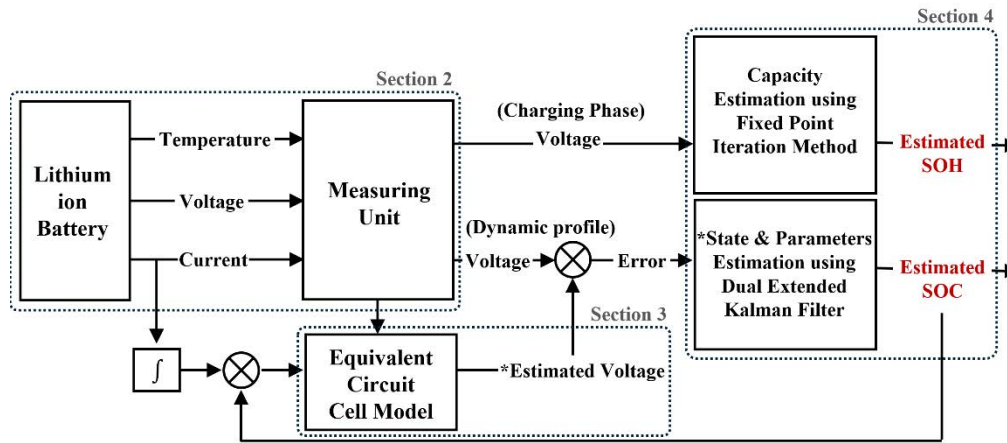 Section 4
Section 2
Capacity
Estimation using
Fixed Point
Iteration Method
(Charging Phase)
Voltage
Temperature
Lithium
ion
Battery
Measuring
Unit
Estimated
SOH
Voltage
(Dynamic profile)
Current
Voltage
Error
*State & Parameters
Estimation using
Dual Extended
Kalman Filter
Estimated
SOC
Section 3
∫
Equivalent
Circuit
Cell Model
*Estimated Voltage